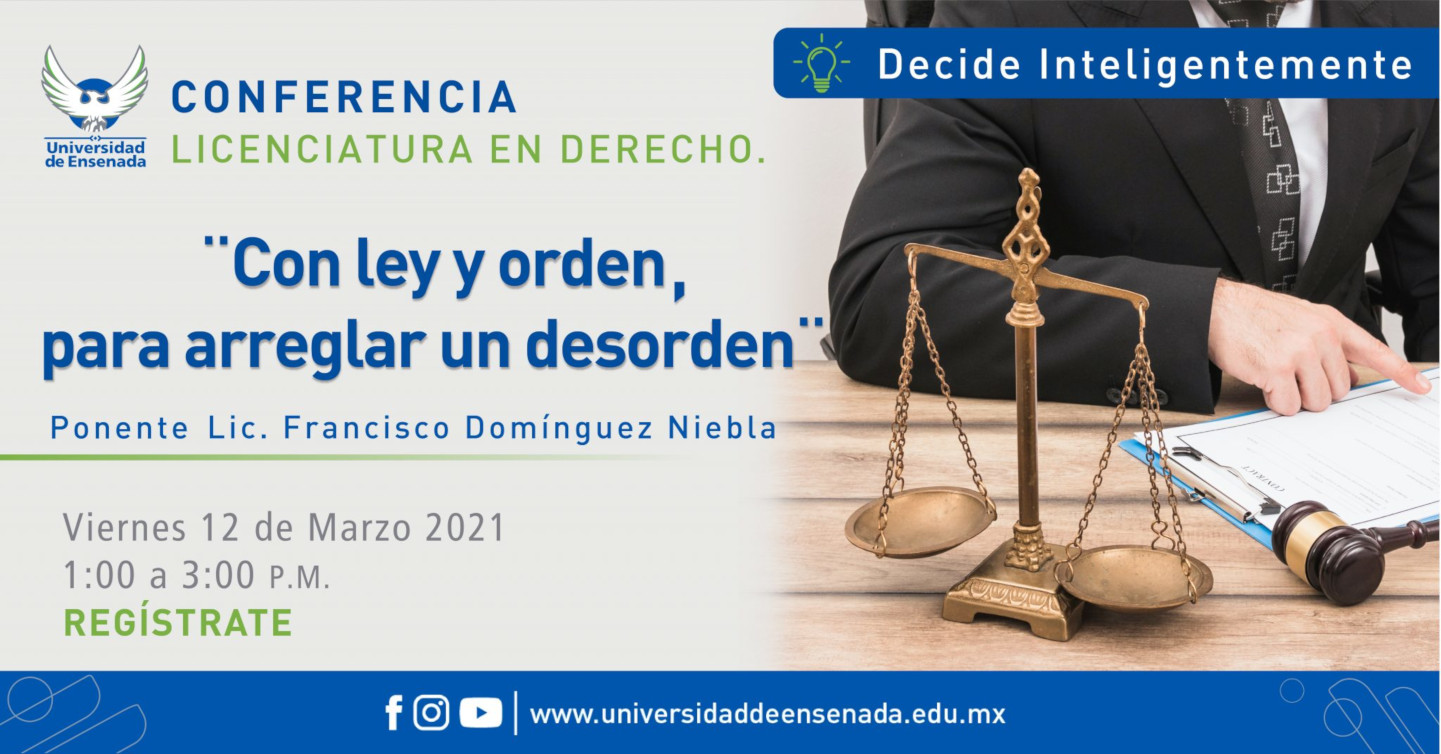 Decide Inteligentemente
Universidad
de Ensenada
CONFERENCIA
LICENCIATURA EN DERECHO.
¨Con ley y orden,
para arreglar un desorden¨
Ponente Lic. Francisco Domínguez Niebla
Viernes 12 de Marzo 2021
1:00 a 3:00 P.M.
REGÍSTRATE
CONTRACT
www.universidaddeensenada.edu.mx